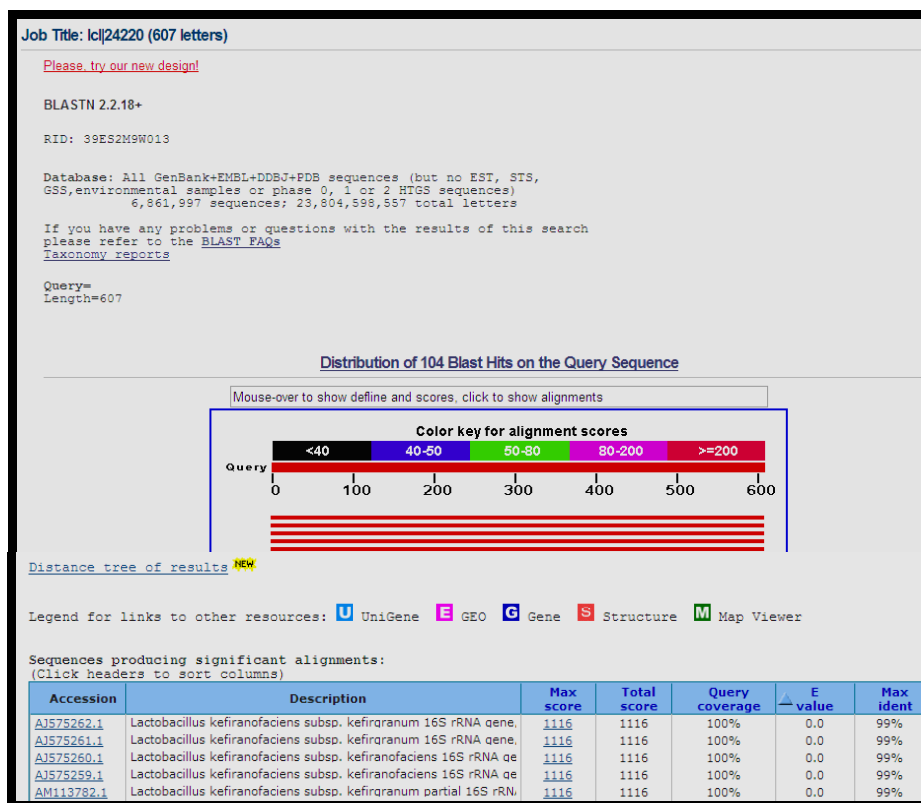 Job Title: lcl|24220 (607 letters)
Please, try our new design!
BLASTN 2.2.18+
RID: 39ES2M9W013
Database: All GenBank+EMBL+DDBJ+PDB sequences (but no EST, STS,
GSS,environmental samples or phase 0, 1 or 2 HTGS sequences)
6,861,997 sequences; 23,804,598,557 total letters
If you have any problems or questions with the results of this search
please refer to the BLAST FAQs
Taxonomy reports
Query=
Length=607
Distribution of 104 Blast Hits on the Query Sequence
Mouse-over to show defline and scores, click to show alignments
Color key for alignment scores
<40 40-50 50-80 80-200 >=200
Query
0 100 200 300 400 500 600
Distance tree of results NEW
Legend for links to other resources: U UniGene E GEO G Gene S Structure M Map Viewer
Sequences producing significant alignments:
(Click headers to sort columns)
Accession Description Max score Total score Query coverage E value Max ident
AJ575262.1 Lactobacillus kefiranofaciens subsp. kefirgranum 16S rRNA gene, 1116 1116 100% 0.0 99%
AJ575261.1 Lactobacillus kefiranofaciens subsp. kefirgranum 16S rRNA gene, 1116 1116 100% 0.0 99%
AJ575260.1 Lactobacillus kefiranofaciens subsp. kefiranofaciens 16S rRNA ge 1116 1116 100% 0.0 99%
AJ575259.1 Lactobacillus kefiranofaciens subsp. kefiranofaciens 16S rRNA ge 1116 1116 100% 0.0 99%
AM113782.1 Lactobacillus kefiranofaciens subsp. kefirgranum partial 16S rRN 1116 1116 100% 0.0 99%